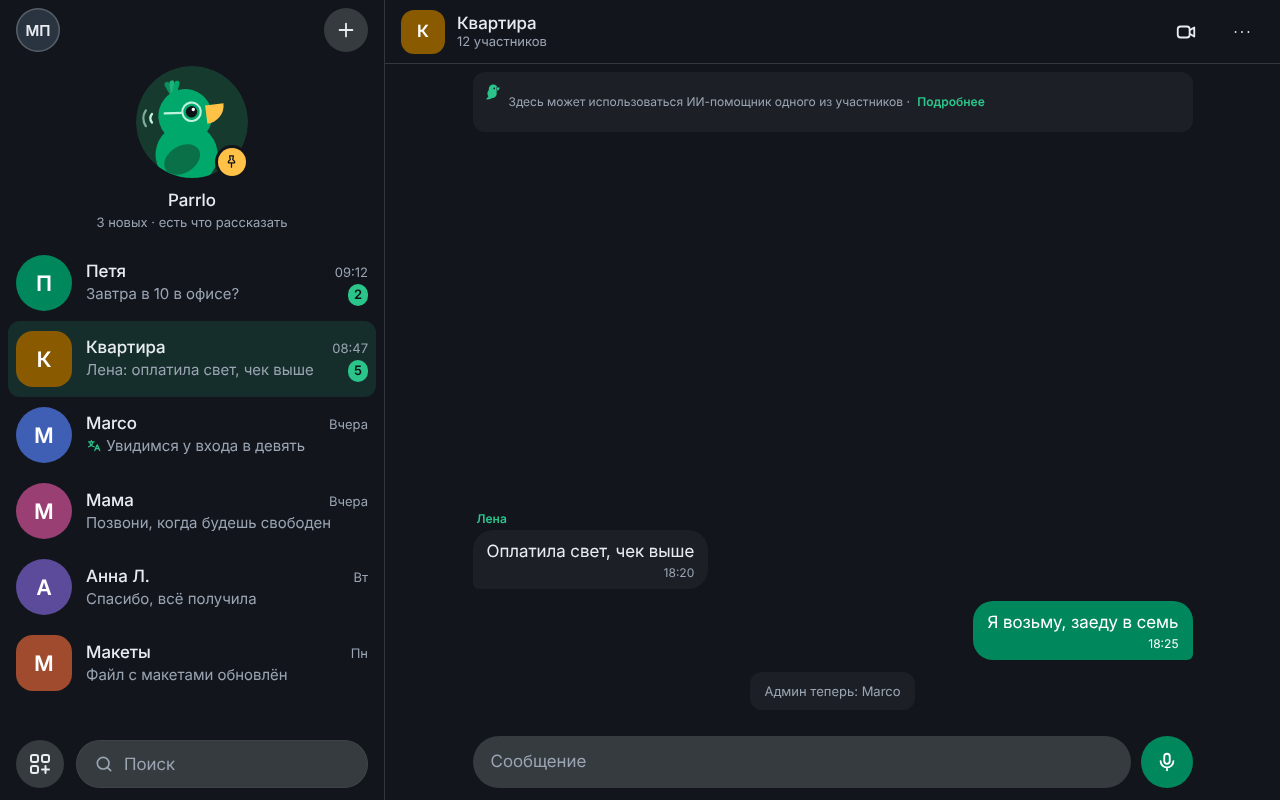 МП
Parrlo
3 новых · есть что рассказать
П
Петя
09:12
Завтра в 10 в офисе?
2
К
Квартира
08:47
Лена: оплатила свет, чек выше
5
M
Marco
Вчера
Увидимся у входа в девять
М
Мама
Вчера
Позвони, когда будешь свободен
А
Анна Л.
Вт
Спасибо, всё получила
М
Макеты
Пн
Файл с макетами обновлён
Поиск
К
Квартира
12 участников
Здесь может использоваться ИИ-помощник одного из участников · Подробнее
Лена
Оплатила свет, чек выше
18:20
Я возьму, заеду в семь
18:25
Админ теперь: Marco
Сообщение